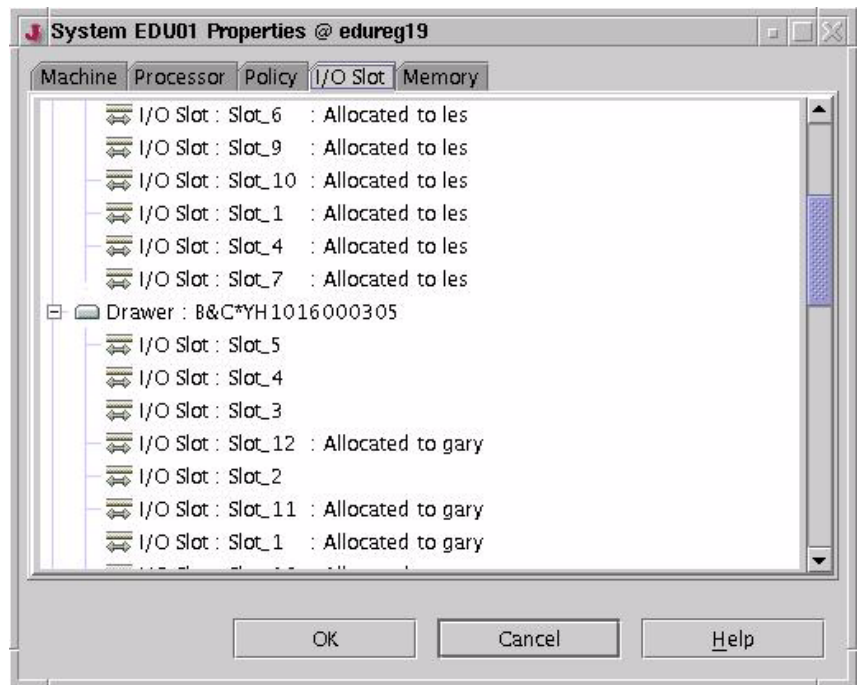 System EDU01 Properties @ edureg19
Machine Processor Policy I/O Slot Memory
I/O Slot : Slot_6 : Allocated to les
I/O Slot : Slot_9 : Allocated to les
I/O Slot : Slot_10 : Allocated to les
I/O Slot : Slot_1 : Allocated to les
I/O Slot : Slot_4 : Allocated to les
I/O Slot : Slot_7 : Allocated to les
Drawer : B&C*YH1016000305
I/O Slot : Slot_5
I/O Slot : Slot_4
I/O Slot : Slot_3
I/O Slot : Slot_12 : Allocated to gary
I/O Slot : Slot_2
I/O Slot : Slot_11 : Allocated to gary
I/O Slot : Slot_1 : Allocated to gary
OK Cancel Help